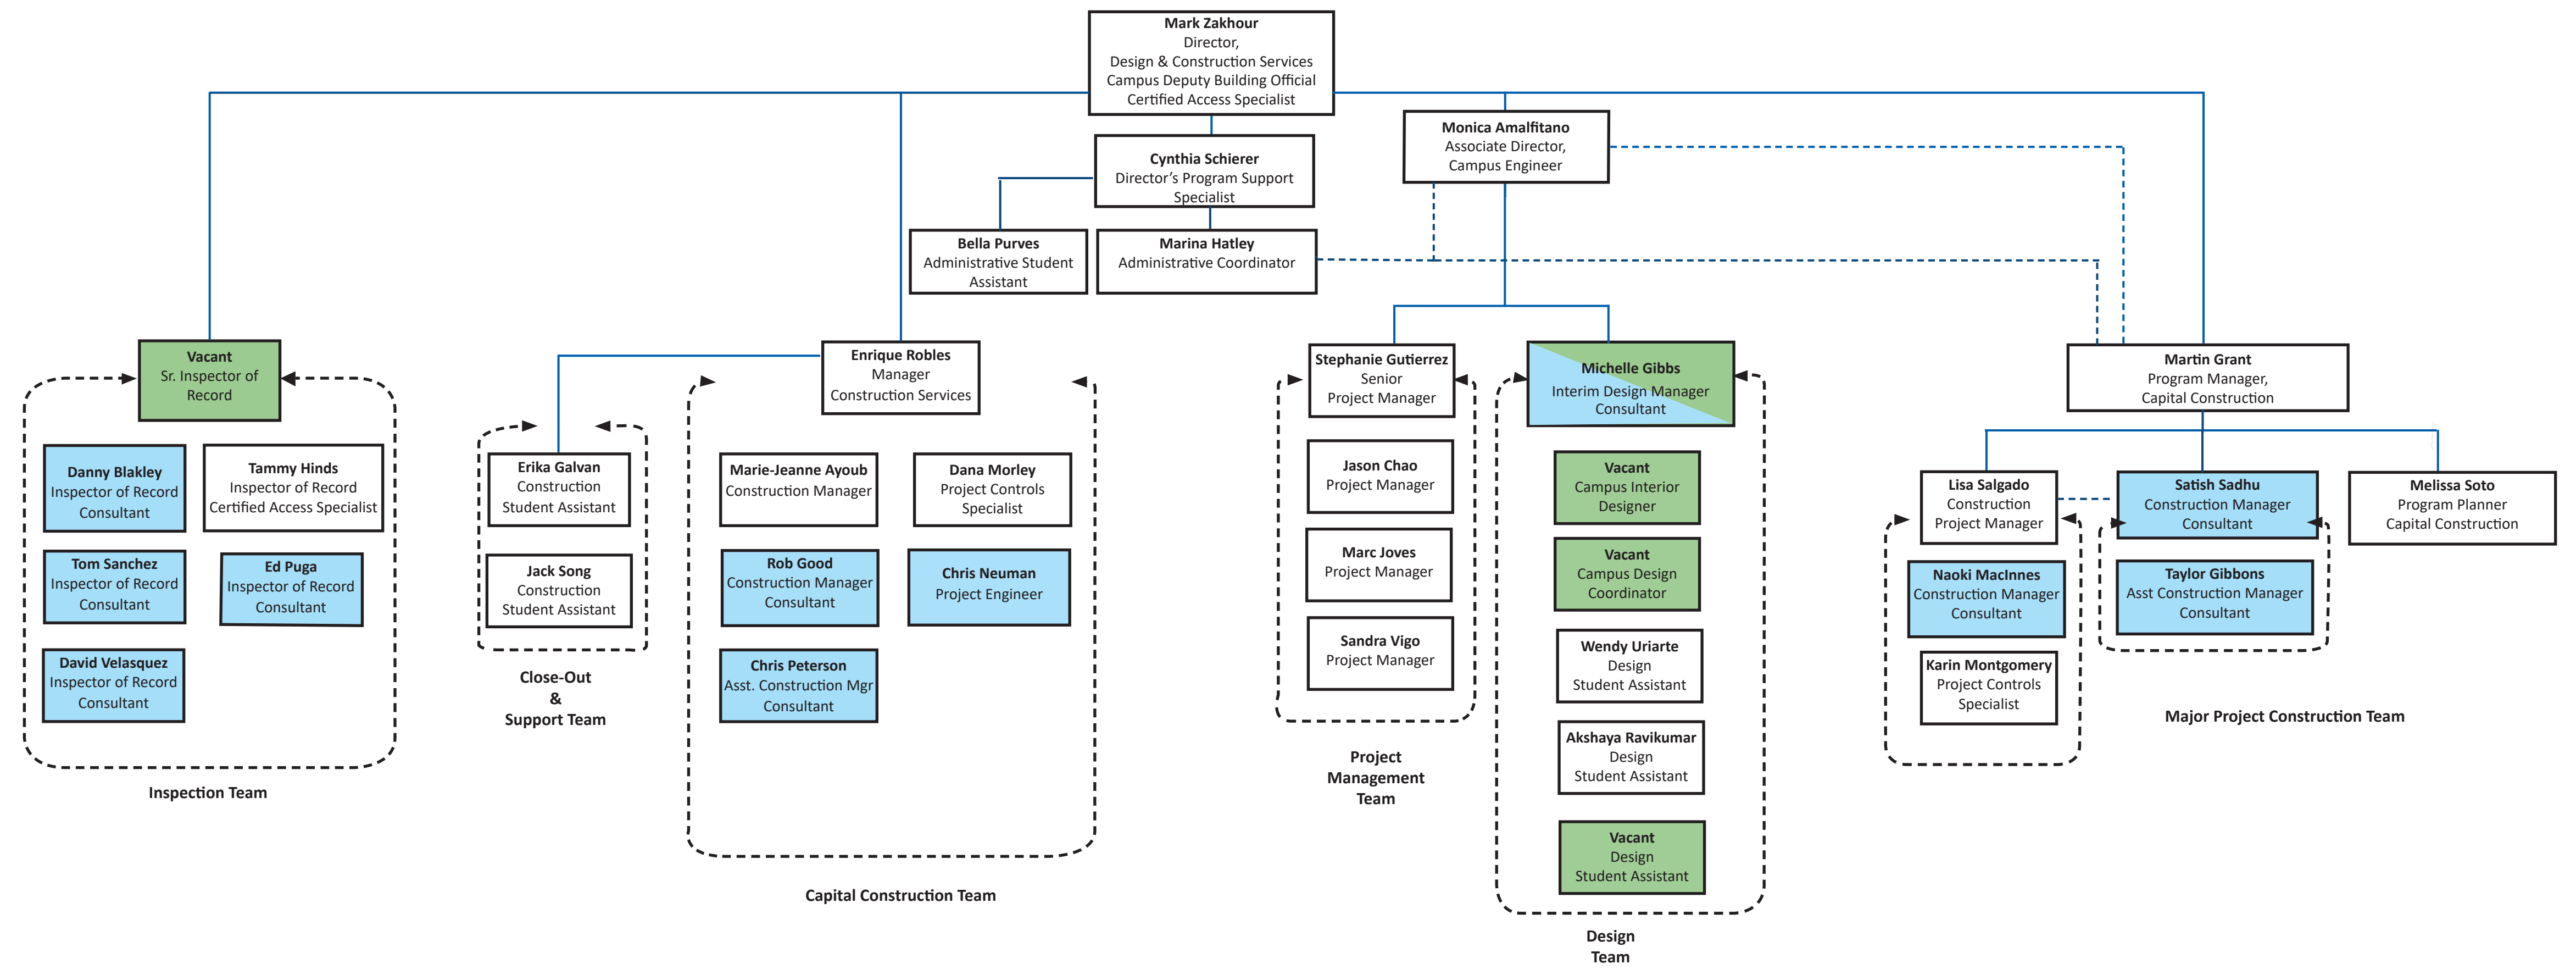 Mark Zakhour
Director,
Design & Construction Services
Campus Deputy Building Official
Certified Access Specialist
Monica Amalfitano
Associate Director,
Campus Engineer
Cynthia Schierer
Director's Program Support
Specialist
Bella Purves
Administrative Student
Assistant
Marina Hatley
Administrative Coordinator
Vacant
Sr. Inspector of
Record
Danny Blakley
Inspector of Record
Consultant
Tammy Hinds
Inspector of Record
Certified Access Specialist
Tom Sanchez
Inspector of Record
Consultant
Ed Puga
Inspector of Record
Consultant
David Velasquez
Inspector of Record
Consultant
Inspection Team
Enrique Robles
Manager
Construction Services
Erika Galvan
Construction
Student Assistant
Jack Song
Construction
Student Assistant
Close-Out
&
Support Team
Marie-Jeanne Ayoub
Construction Manager
Dana Morley
Project Controls
Specialist
Rob Good
Construction Manager
Consultant
Chris Neuman
Project Engineer
Chris Peterson
Asst. Construction Mgr
Consultant
Capital Construction Team
Stephanie Gutierrez
Senior
Project Manager
Jason Chao
Project Manager
Marc Joves
Project Manager
Sandra Vigo
Project Manager
Project
Management
Team
Michelle Gibbs
Interim Design Manager
Consultant
Vacant
Campus Interior
Designer
Vacant
Campus Design
Coordinator
Wendy Uriarte
Design
Student Assistant
Akshaya Ravikumar
Design
Student Assistant
Vacant
Design
Student Assistant
Design
Team
Martin Grant
Program Manager,
Capital Construction
Lisa Salgado
Construction
Project Manager
Satish Sadhu
Construction Manager
Consultant
Melissa Soto
Program Planner
Capital Construction
Naoki MacInnes
Construction Manager
Consultant
Taylor Gibbons
Asst Construction Manager
Consultant
Karin Montgomery
Project Controls
Specialist
Major Project Construction Team